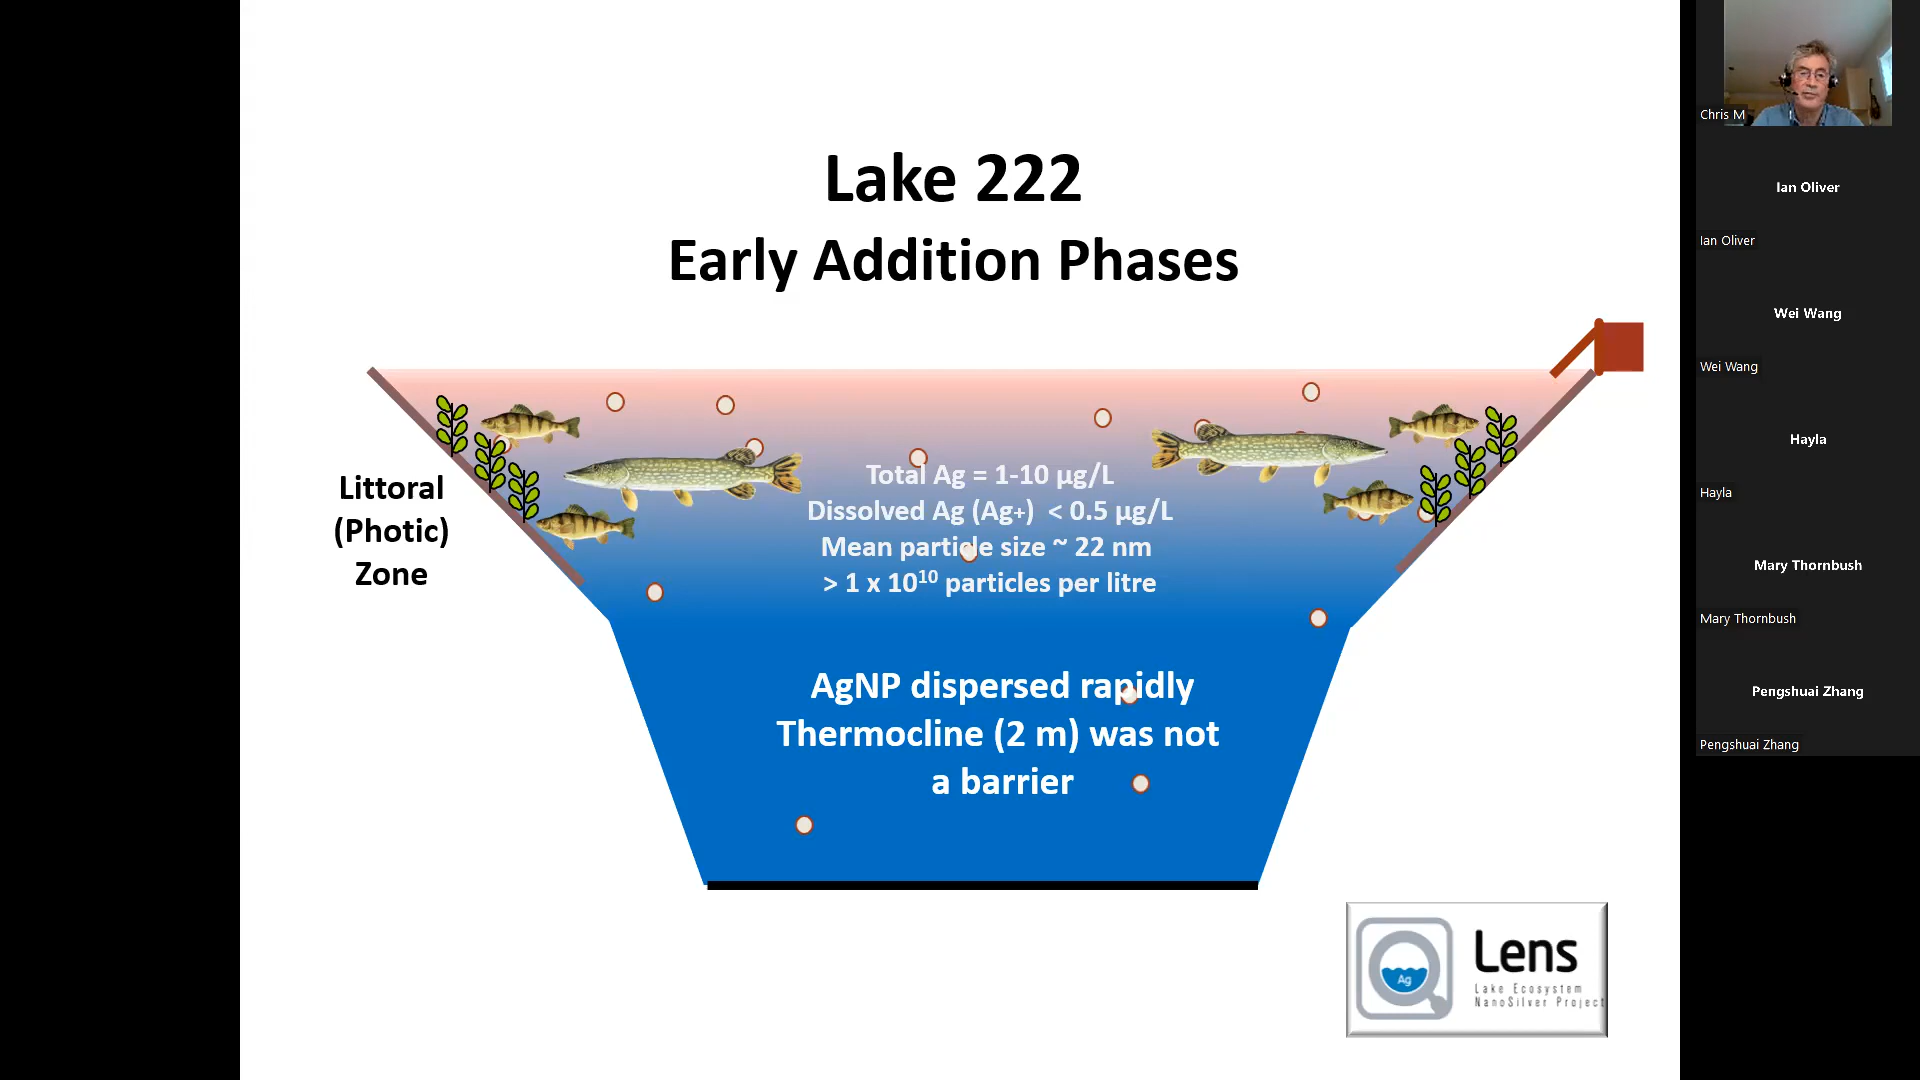 Lake 222
Early Addition Phases
Littoral
(Photic)
Zone
Total Ag = 1-10 µg/L
Dissolved Ag (Ag+) < 0.5 µg/L
Mean particle size ~ 22 nm
> 1 x 10¹⁰ particles per litre
AgNP dispersed rapidly
Thermocline (2 m) was not
a barrier
Ag
Lens
Lake Ecosystem
NanoSilver Project
Chris M
Ian Oliver
Ian Oliver
Wei Wang
Wei Wang
Hayla
Hayla
Mary Thornbush
Mary Thornbush
Pengshuai Zhang
Pengshuai Zhang